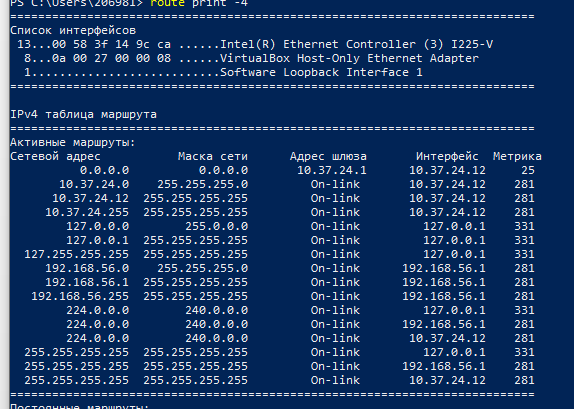 PS C:\Users\206981> route print -4
===========================================================================
Список интерфейсов
 13...00 58 3f 14 9c ca ......Intel(R) Ethernet Controller (3) I225-V
  8...0a 00 27 00 00 08 ......VirtualBox Host-Only Ethernet Adapter
  1...........................Software Loopback Interface 1
===========================================================================
IPv4 таблица маршрута
===========================================================================
Активные маршруты:
Сетевой адрес           Маска сети      Адрес шлюза       Интерфейс  Метрика
0.0.0.0          0.0.0.0       10.37.24.1      10.37.24.12     25
10.37.24.0    255.255.255.0         On-link       10.37.24.12    281
10.37.24.12  255.255.255.255         On-link       10.37.24.12    281
10.37.24.255  255.255.255.255         On-link       10.37.24.12    281
127.0.0.0        255.0.0.0         On-link         127.0.0.1    331
127.0.0.1  255.255.255.255         On-link         127.0.0.1    331
127.255.255.255  255.255.255.255         On-link         127.0.0.1    331
192.168.56.0    255.255.255.0         On-link      192.168.56.1    281
192.168.56.1  255.255.255.255         On-link      192.168.56.1    281
192.168.56.255  255.255.255.255         On-link      192.168.56.1    281
224.0.0.0        240.0.0.0         On-link         127.0.0.1    331
224.0.0.0        240.0.0.0         On-link      192.168.56.1    281
224.0.0.0        240.0.0.0         On-link       10.37.24.12    281
255.255.255.255  255.255.255.255         On-link         127.0.0.1    331
255.255.255.255  255.255.255.255         On-link      192.168.56.1    281
255.255.255.255  255.255.255.255         On-link       10.37.24.12    281
===========================================================================
Постоянные маршруты: